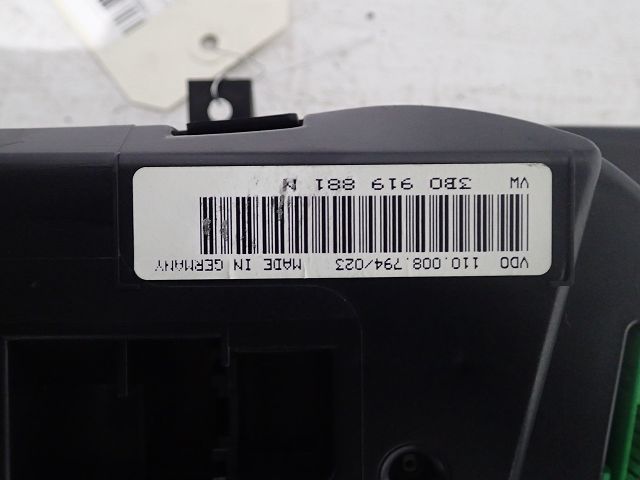 VDO 110.008.794/023 MADE IN GERMANY
VW 3B0 919 881 N